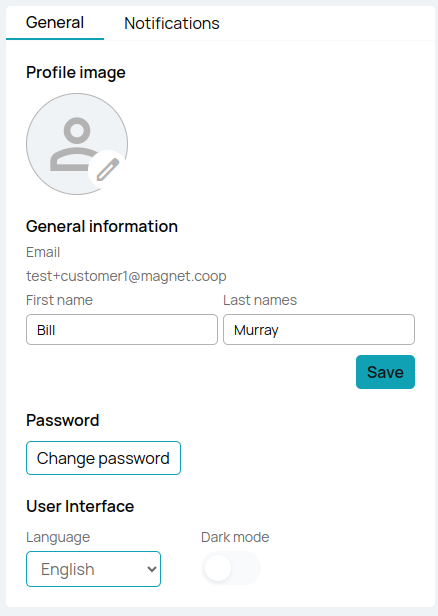 General Notifications
Profile image
General information
Email
test+customer1@magnet.coop
First name Last names
Bill Murray
Save
Password
Change password
User Interface
Language Dark mode
English